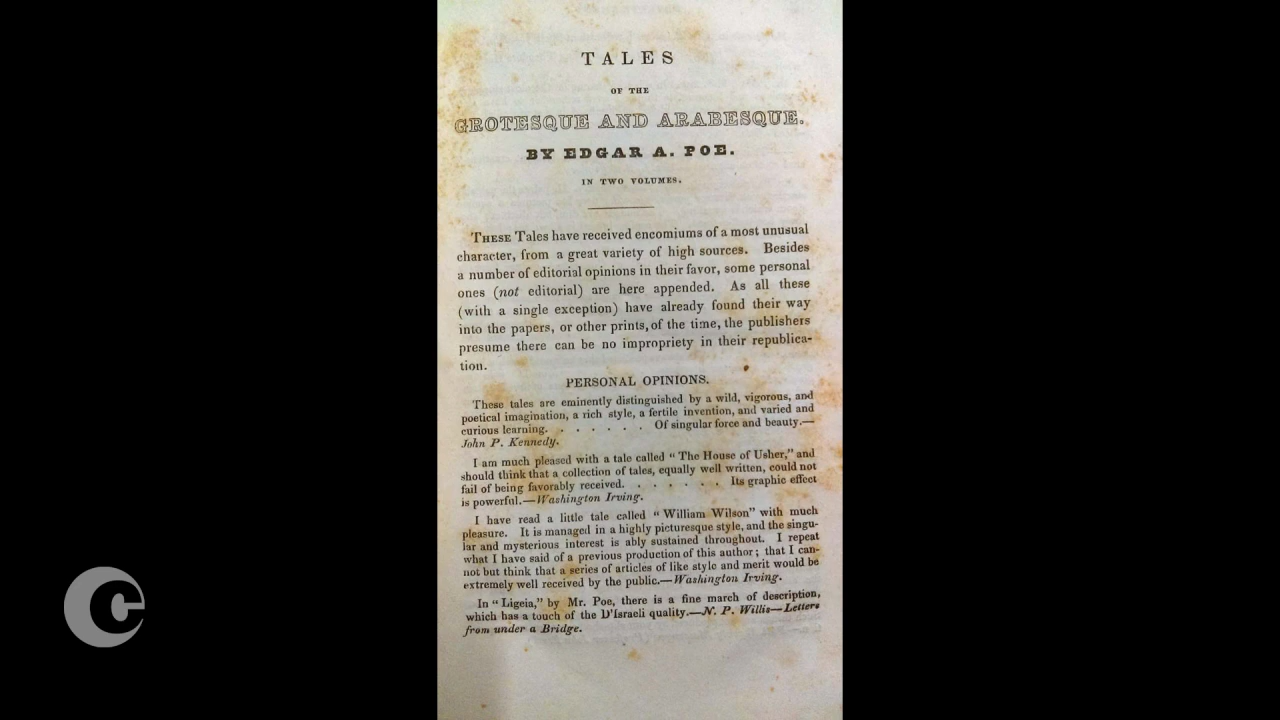 TALES
OF THE
GROTESQUE AND ARABESQUE.
BY EDGAR A. POE.
IN TWO VOLUMES.
THESE Tales have received encomiums of a most unusual
character, from a great variety of high sources. Besides
a number of editorial opinions in their favor, some personal
ones (not editorial) are here appended. As all these
(with a single exception) have already found their way
into the papers, or other prints, of the time, the publishers
presume there can be no impropriety in their republica-
tion.
PERSONAL OPINIONS.
These tales are eminently distinguished by a wild, vigorous, and
poetical imagination, a rich style, a fertile invention, and varied and
curious learning. . . . . . . Of singular force and beauty.—
John P. Kennedy.
I am much pleased with a tale called "The House of Usher," and
should think that a collection of tales, equally well written, could not
fail of being favorably received. . . . . . . Its graphic effect
is powerful.—Washington Irving.
I have read a little tale called "William Wilson" with much
pleasure. It is managed in a highly picturesque style, and the singu-
lar and mysterious interest is ably sustained throughout. I repeat
what I have said of a previous production of this author; that I can-
not but think that a series of articles of like style and merit would be
extremely well received by the public.—Washington Irving.
In "Ligeia," by Mr. Poe, there is a fine march of description,
which has a touch of the D'Israeli quality.—N. P. Willis—Letters
from under a Bridge.